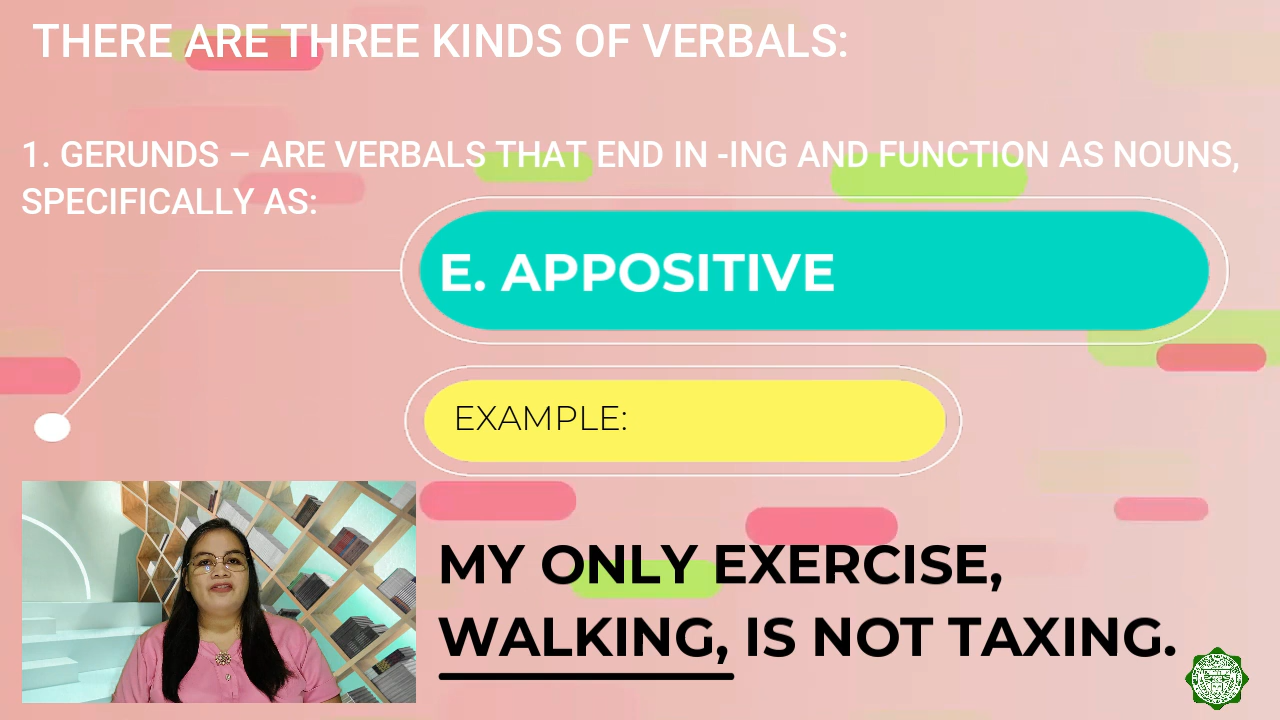 THERE ARE THREE KINDS OF VERBALS:
1. GERUNDS – ARE VERBALS THAT END IN -ING AND FUNCTION AS NOUNS,
SPECIFICALLY AS:
E. APPOSITIVE
EXAMPLE:
MY ONLY EXERCISE,
WALKING, IS NOT TAXING.